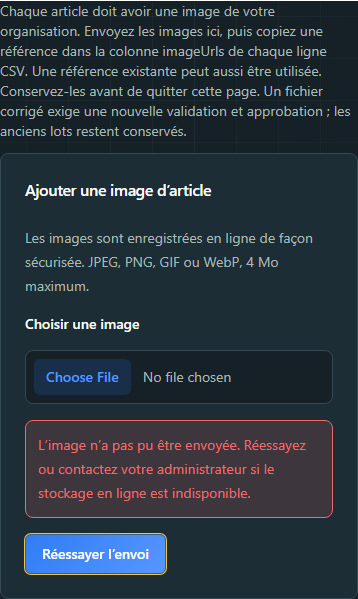 Chaque article doit avoir une image de votre
organisation. Envoyez les images ici, puis copiez une
référence dans la colonne imageUrls de chaque ligne
CSV. Une référence existante peut aussi être utilisée.
Conservez-les avant de quitter cette page. Un fichier
corrigé exige une nouvelle validation et approbation ; les
anciens lots restent conservés.
Ajouter une image d’article
Les images sont enregistrées en ligne de façon
sécurisée. JPEG, PNG, GIF ou WebP, 4 Mo
maximum.
Choisir une image
Choose File No file chosen
L’image n’a pas pu être envoyée. Réessayez
ou contactez votre administrateur si le
stockage en ligne est indisponible.
Réessayer l’envoi